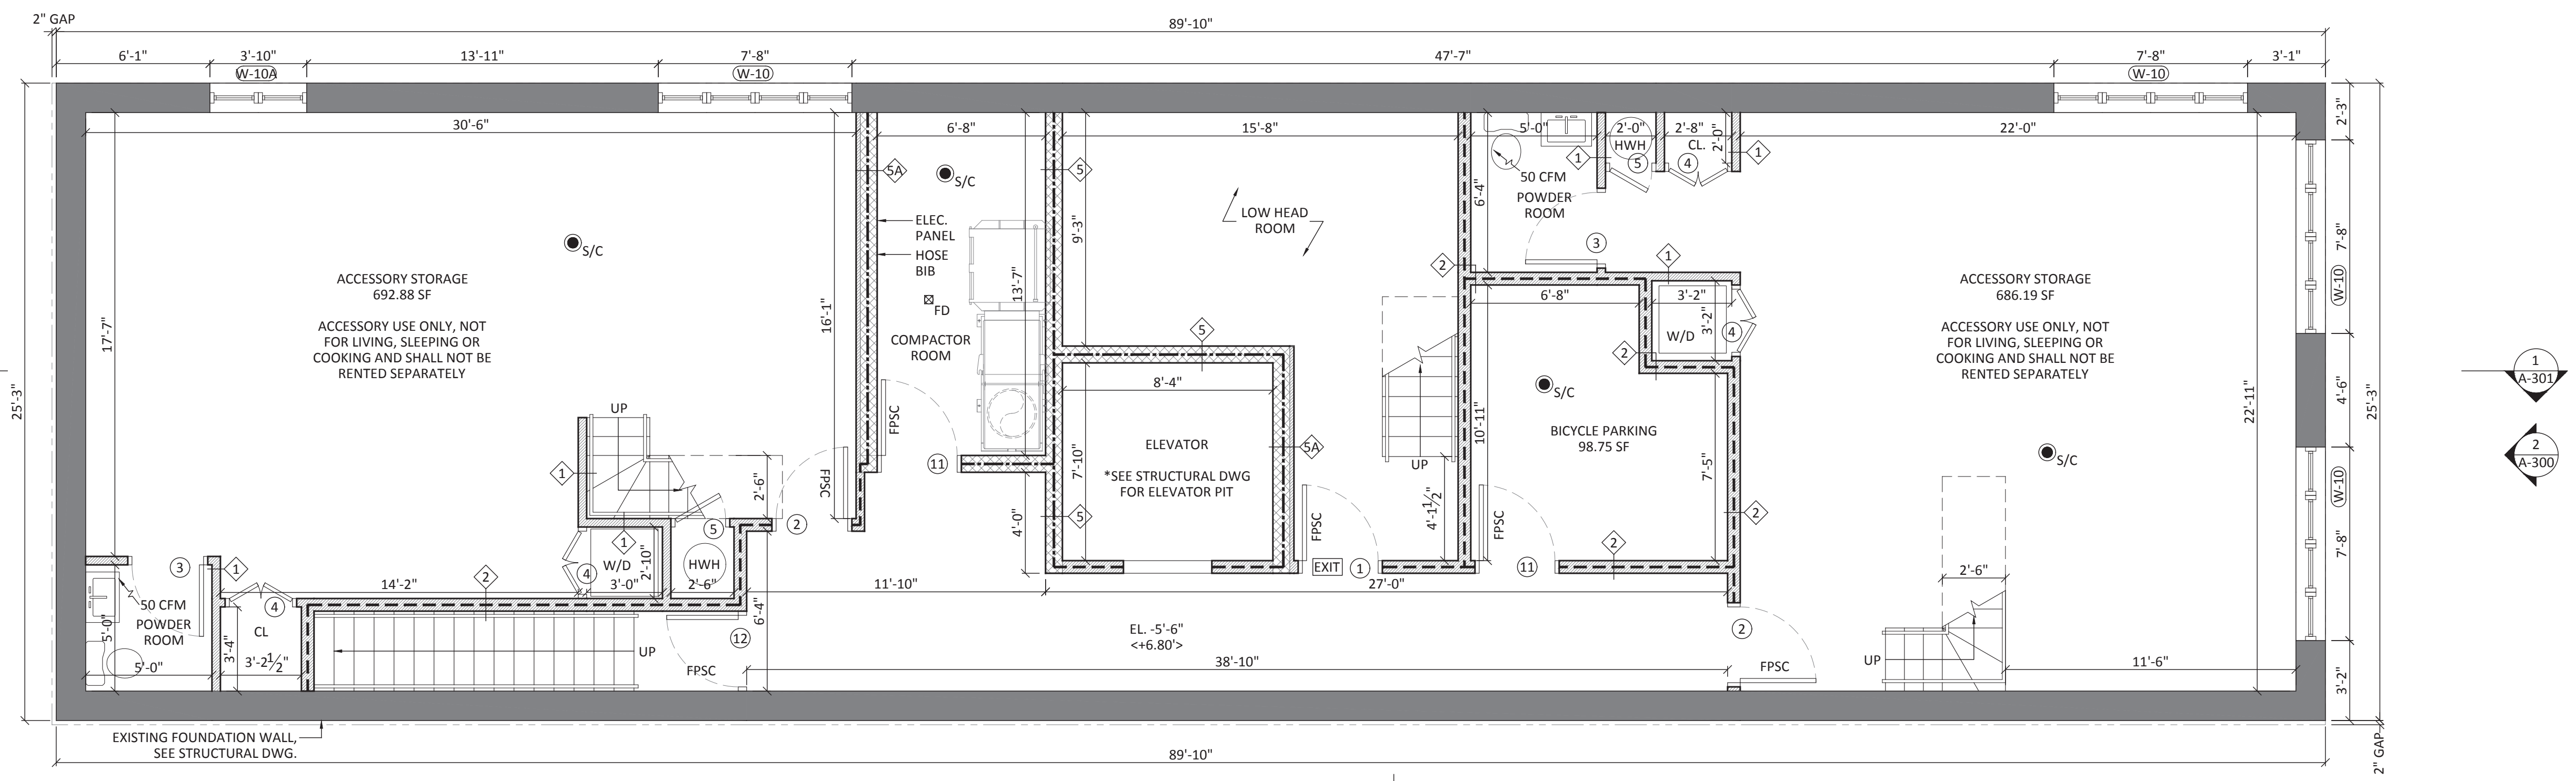 2" GAP
89'-10"
6'-1"
3'-10"
13'-11"
7'-8"
47'-7"
7'-8"
3'-1"
W-10A
W-10
W-10
30'-6"
6'-8"
15'-8"
5'-0"
2'-0"
2'-8"
22'-0"
2'-3"
HWH
CL.
2'-0"
1
5
4
1
5A
S/C
5
50 CFM
POWDER
ROOM
6'-4"
ELEC.
PANEL
HOSE
BIB
LOW HEAD
ROOM
9'-3"
3
S/C
2
1
7'-8"
W-10
ACCESSORY STORAGE
692.88 SF
ACCESSORY USE ONLY, NOT
FOR LIVING, SLEEPING OR
COOKING AND SHALL NOT BE
RENTED SEPARATELY
17'-7"
16'-1"
13'-7"
FD
COMPACTOR
ROOM
5
6'-8"
3'-2"
3'-2"
W/D
4
2
ACCESSORY STORAGE
686.19 SF
ACCESSORY USE ONLY, NOT
FOR LIVING, SLEEPING OR
COOKING AND SHALL NOT BE
RENTED SEPARATELY
1
A-301
25'-3"
8'-4"
S/C
4'-6"
25'-3"
22'-11"
UP
FPSC
ELEVATOR
*SEE STRUCTURAL DWG
FOR ELEVATOR PIT
7'-10"
5A
10'-11"
BICYCLE PARKING
98.75 SF
2
A-300
S/C
1
2'-6"
FPSC
11
UP
7'-5"
W-10
4'-0"
5
FPSC
4'-1 1/2"
FPSC
2
5
2
1
7'-8"
3
1
4
W/D
2'-10"
HWH
EXIT
1
11
2
14'-2"
2
3'-0"
2'-6"
11'-10"
27'-0"
2'-6"
50 CFM
POWDER
ROOM
5'-0"
4
CL
3'-4"
3'-2 1/2"
5'-0"
6'-4"
12
UP
FPSC
EL. -5'-6"
<+6.80'>
38'-10"
2
FPSC
UP
11'-6"
3'-2"
EXISTING FOUNDATION WALL,
SEE STRUCTURAL DWG.
89'-10"
2" GAP